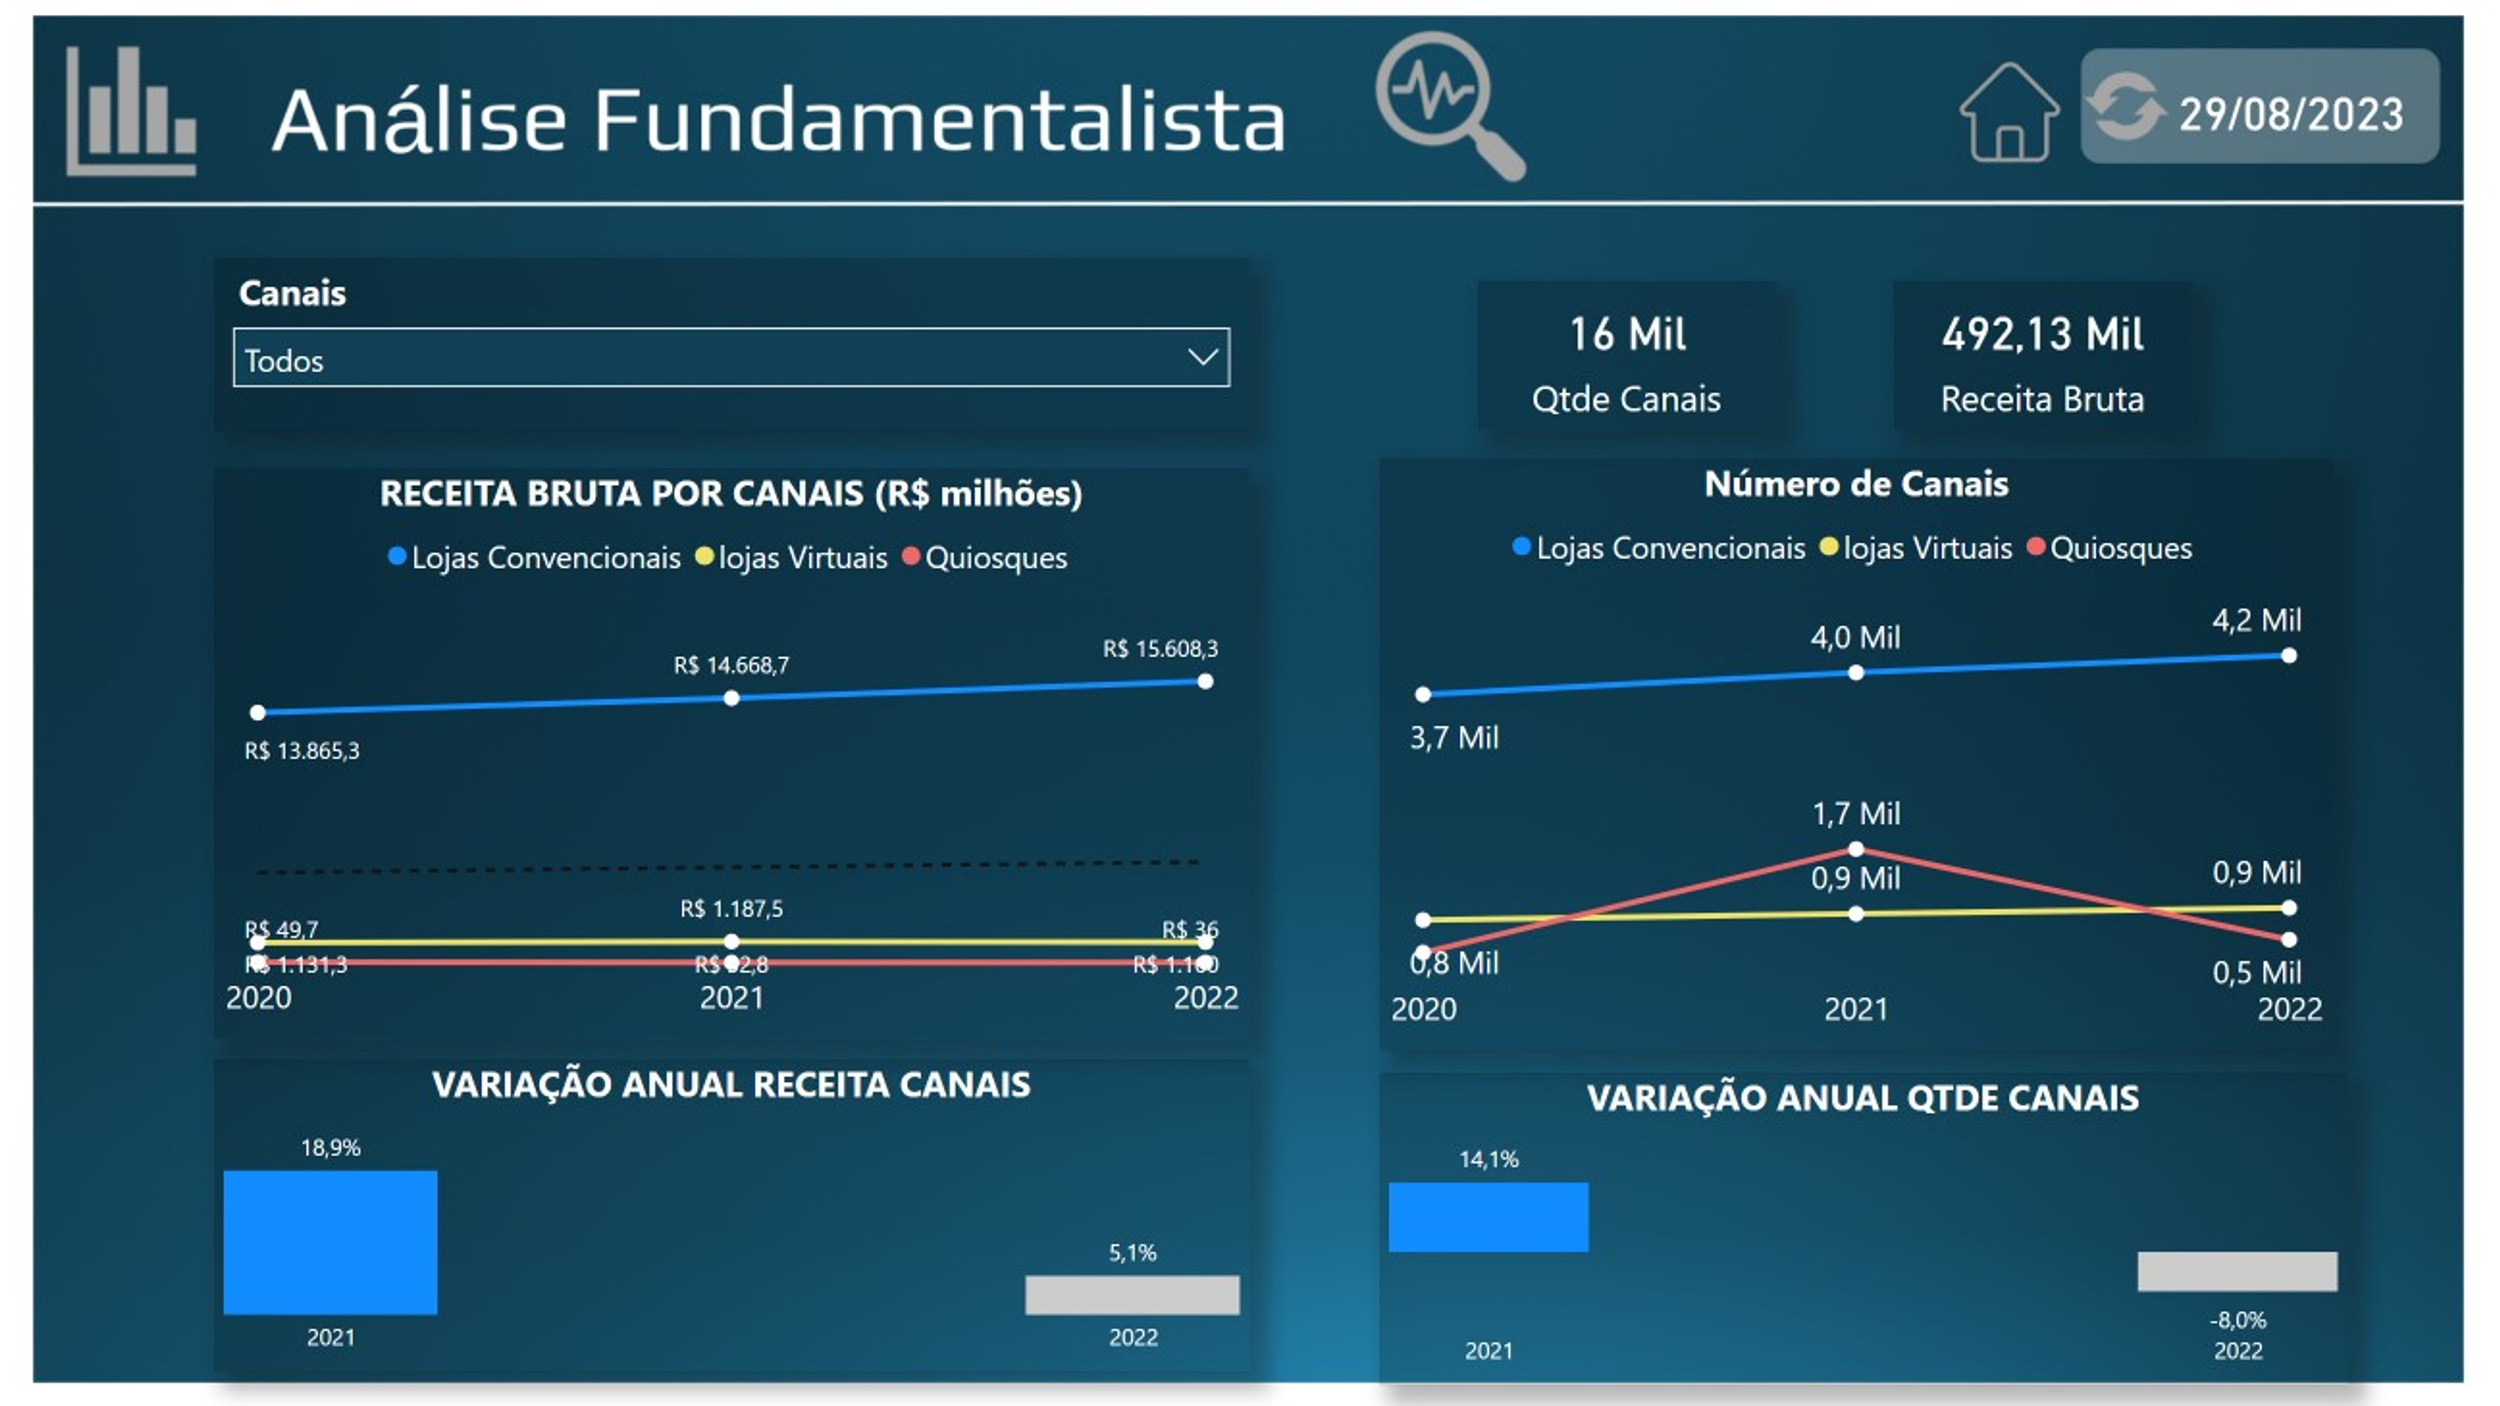 Análise Fundamentalista
29/08/2023
Canais
Todos
16 Mil
Qtde Canais
492,13 Mil
Receita Bruta
RECEITA BRUTA POR CANAIS (R$ milhões)
Lojas Convencionais lojas Virtuais Quiosques
R$ 13.865,3
R$ 14.668,7
R$ 15.608,3
R$ 49,7
R$ 1.187,5
R$ 36
R$ 1.131,3
R$
R$
2020 2021 2022
Número de Canais
Lojas Convencionais lojas Virtuais Quiosques
3,7 Mil
4,0 Mil
4,2 Mil
1,7 Mil
0,9 Mil
0,9 Mil
0,8 Mil
0,5 Mil
2020 2021 2022
VARIAÇÃO ANUAL RECEITA CANAIS
18,9%
5,1%
2021 2022
VARIAÇÃO ANUAL QTDE CANAIS
14,1%
-8,0%
2021 2022